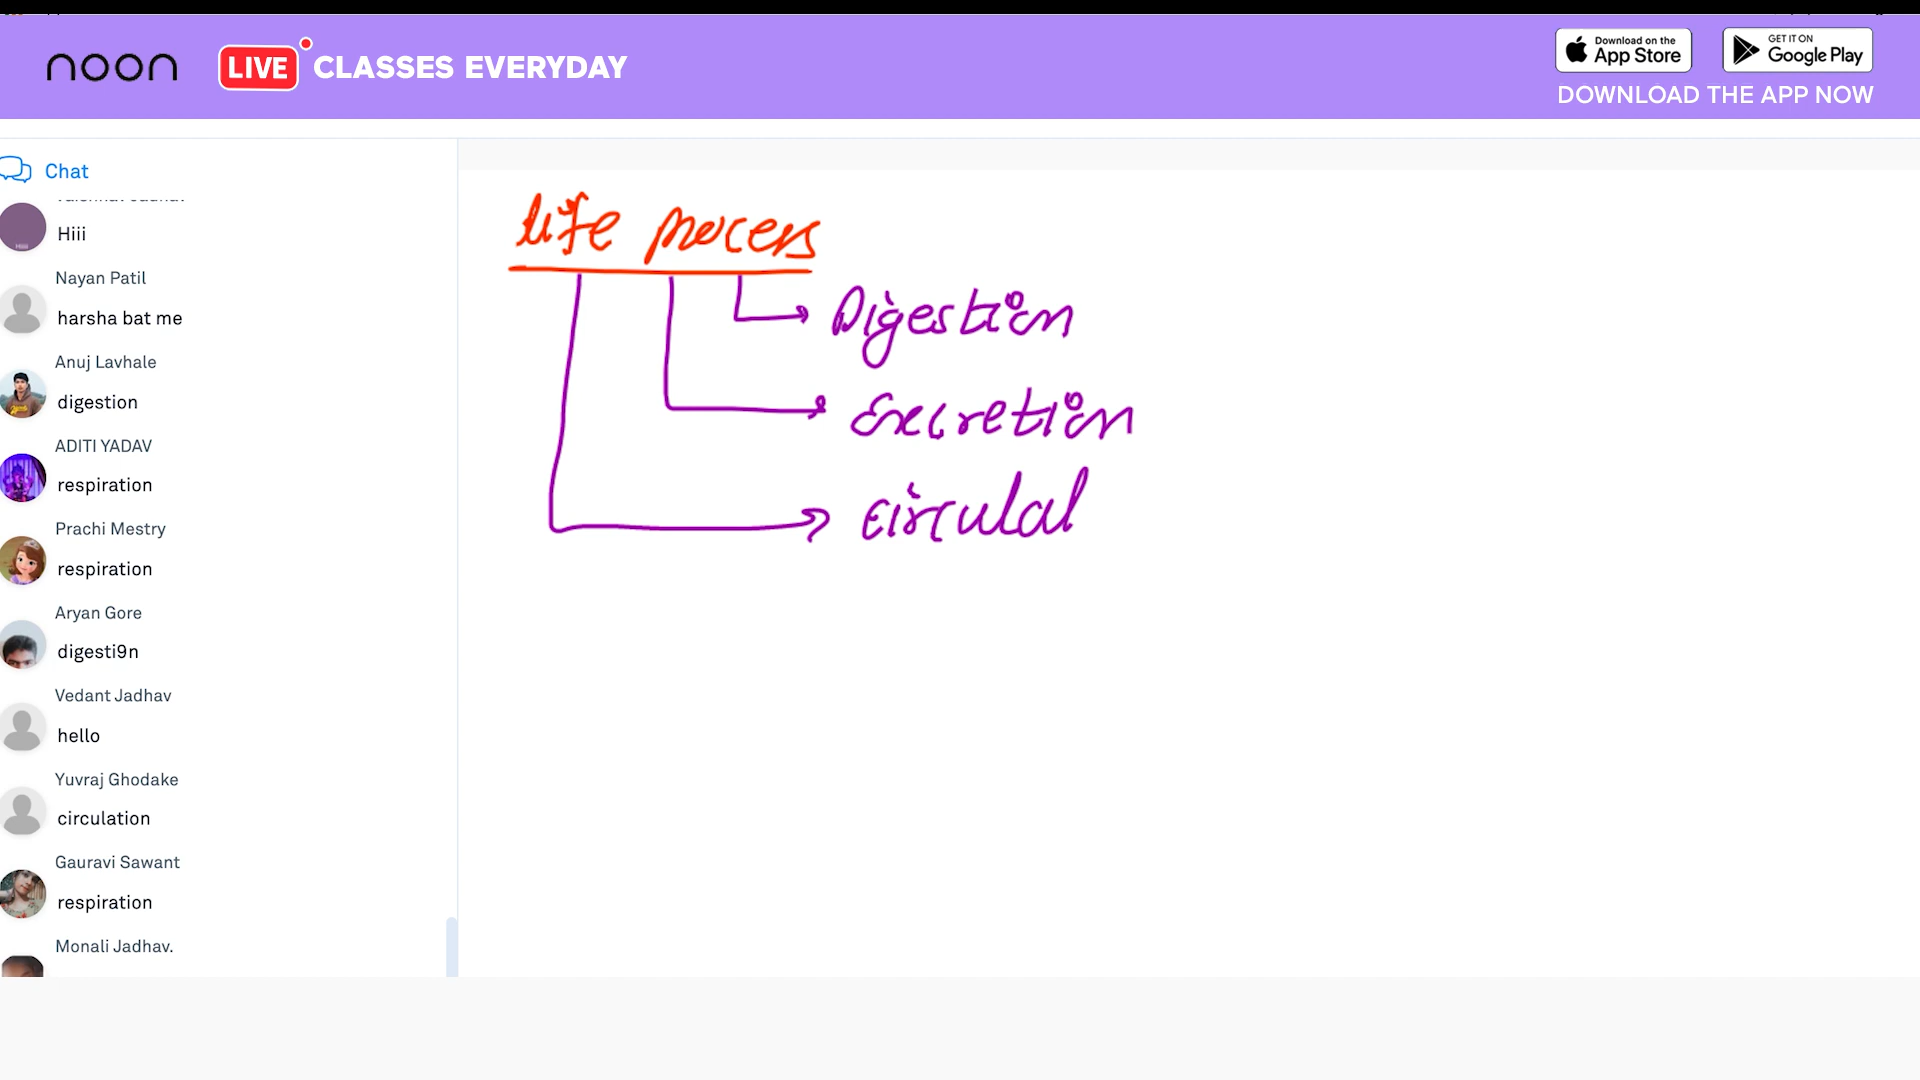 noon LIVE CLASSES EVERYDAY
Download on the App Store
GET IT ON Google Play
DOWNLOAD THE APP NOW
Chat
Hiii
Nayan Patil
harsha bat me
Anuj Lavhale
digestion
ADITI YADAV
respiration
Prachi Mestry
respiration
Aryan Gore
digesti9n
Vedant Jadhav
hello
Yuvraj Ghodake
circulation
Gauravi Sawant
respiration
Monali Jadhav.
life process
Digestion
Excretion
circulal